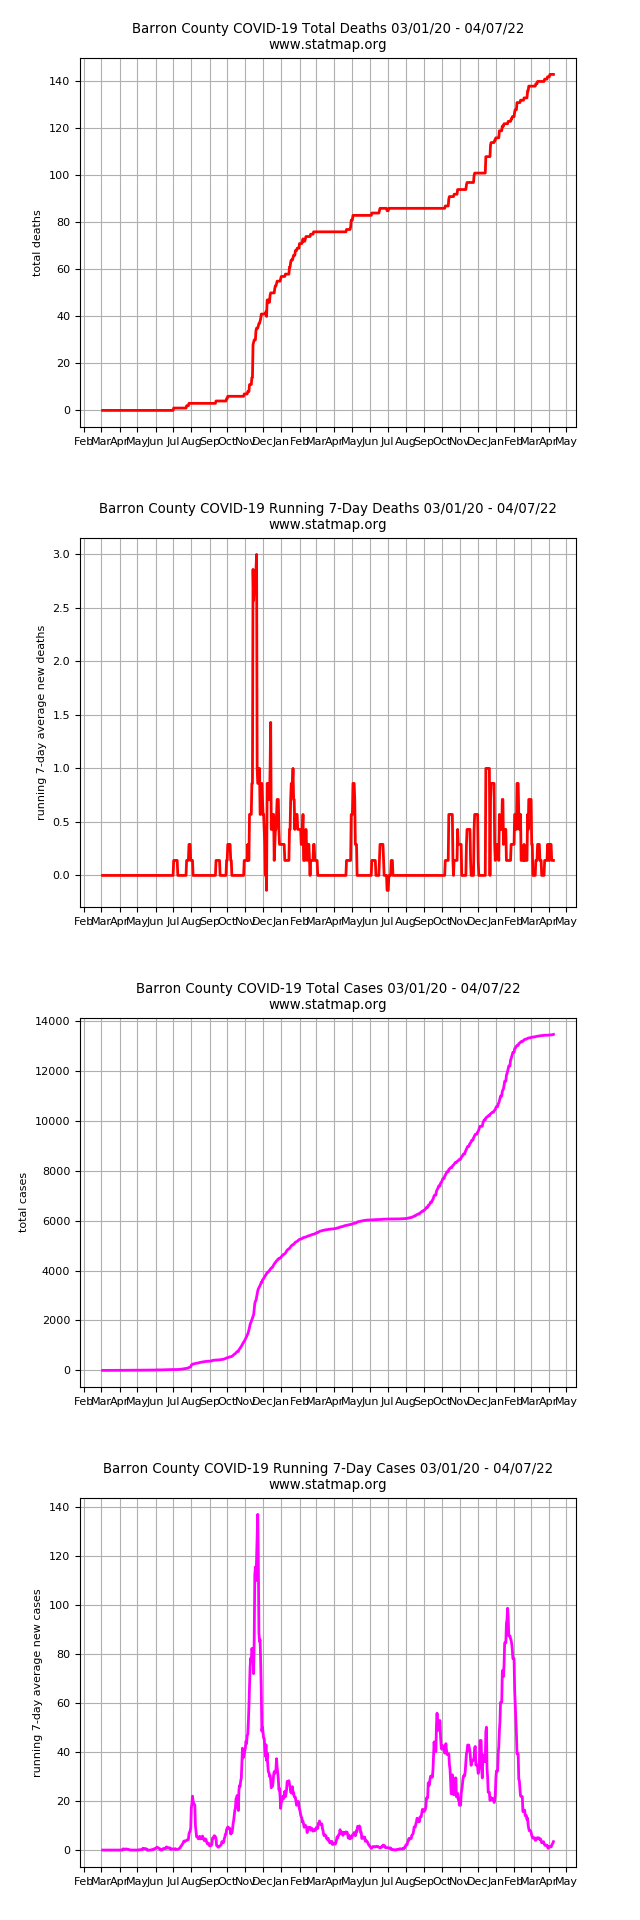 Barron County COVID-19 Total Deaths 03/01/20 - 04/07/22
www.statmap.org
140
120
100
80
60
40
20
0
total deaths
Feb Mar Apr May Jun Jul Aug Sep Oct Nov Dec Jan Feb Mar Apr May Jun Jul Aug Sep Oct Nov Dec Jan Feb Mar Apr May
Barron County COVID-19 Running 7-Day Deaths 03/01/20 - 04/07/22
www.statmap.org
3.0
2.5
2.0
1.5
1.0
0.5
0.0
running 7-day average new deaths
Feb Mar Apr May Jun Jul Aug Sep Oct Nov Dec Jan Feb Mar Apr May Jun Jul Aug Sep Oct Nov Dec Jan Feb Mar Apr May
Barron County COVID-19 Total Cases 03/01/20 - 04/07/22
www.statmap.org
14000
12000
10000
8000
6000
4000
2000
0
total cases
Feb Mar Apr May Jun Jul Aug Sep Oct Nov Dec Jan Feb Mar Apr May Jun Jul Aug Sep Oct Nov Dec Jan Feb Mar Apr May
Barron County COVID-19 Running 7-Day Cases 03/01/20 - 04/07/22
www.statmap.org
140
120
100
80
60
40
20
0
running 7-day average new cases
Feb Mar Apr May Jun Jul Aug Sep Oct Nov Dec Jan Feb Mar Apr May Jun Jul Aug Sep Oct Nov Dec Jan Feb Mar Apr May